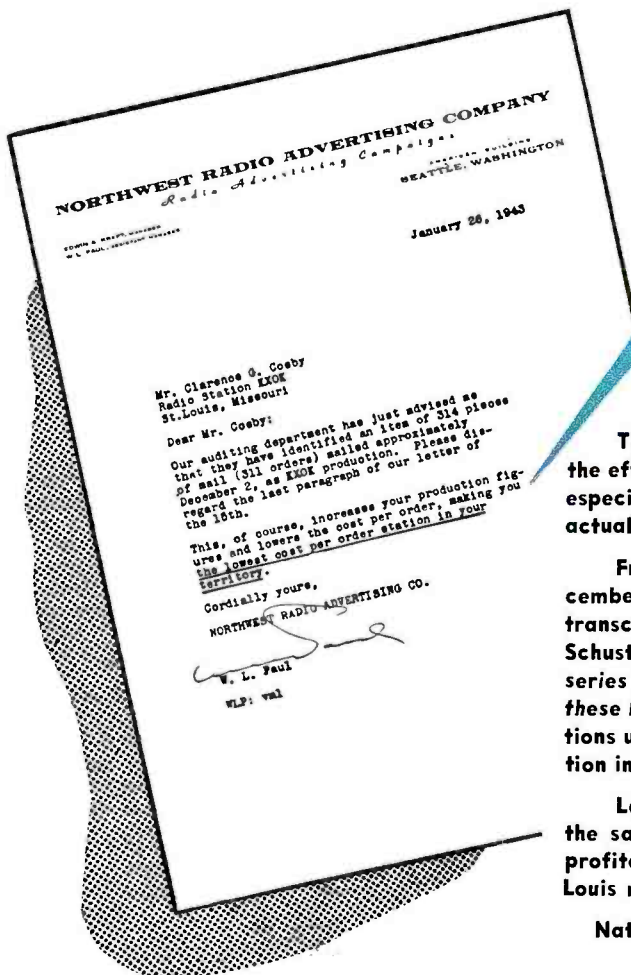 NORTHWEST RADIO ADVERTISING COMPANY
Radio Advertising Campaigns
AMERICAN BUILDING
SEATTLE, WASHINGTON
W. L. PAUL,
January 26, 1943
Mr. Clarence G. Cosby
Radio Station KXOK
St.Louis, Missouri
Dear Mr. Cosby:
Our auditing department has just advised me
that they have identified an item of 314 pieces
of mail (311 orders) mailed approximately
December 2, as KXOK production. Please dis-
regard the last paragraph of our letter of
the 15th.
This, of course, increases your production fig-
ures and lowers the cost per order, making you
the lowest cost per order station in your
territory.
Cordially yours,
NORTHWEST RADIO ADVERTISING CO.
W. L. Paul
WLP: vml
T
the ef
especi
actual
Fr
cembe
transc
Schust
series
these
tions u
tion in
L
the sa
profit
Louis
Nat